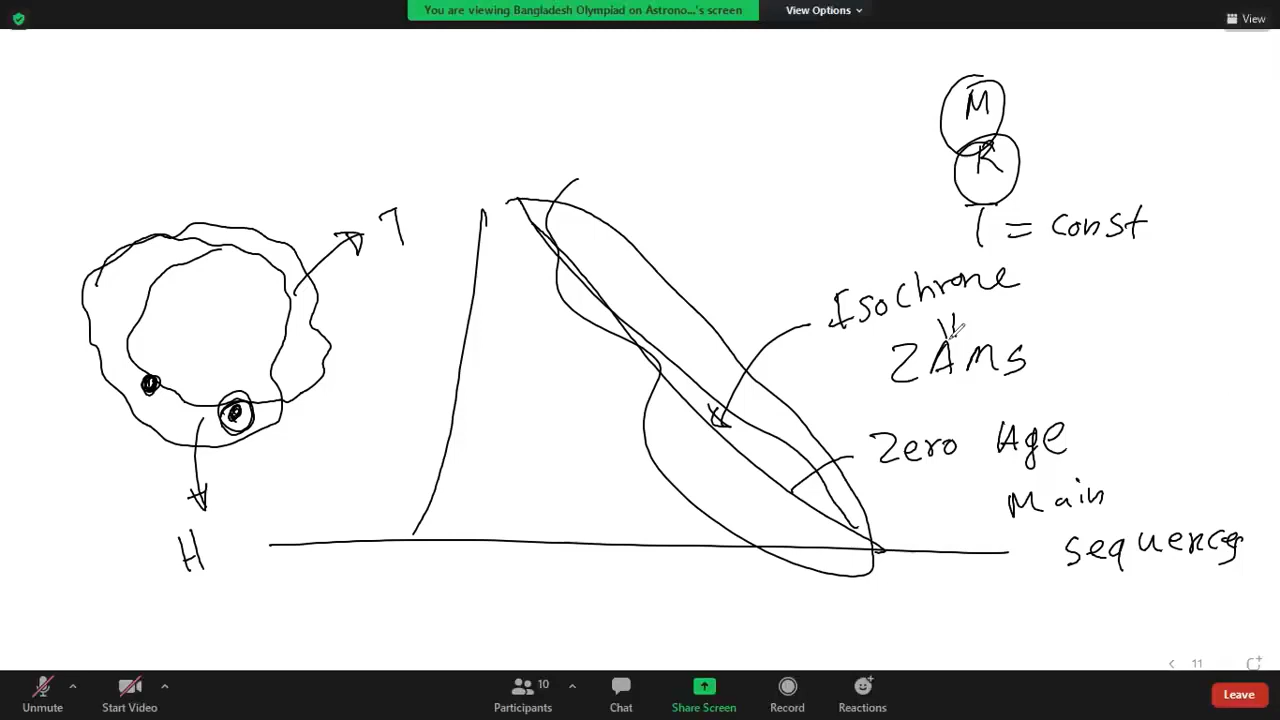 You are viewing Bangladesh Olympiad on Astrono...'s screen
View Options
View
M
R
T = const
T
Isochrone
ZAMS
Zero Age
Main
sequence
H
11
Unmute
Start Video
10
Participants
Chat
Share Screen
Record
Reactions
Leave